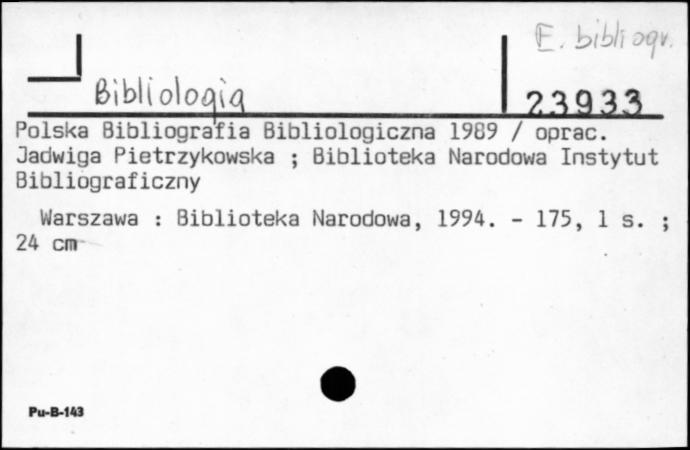 E. bibliogr.
Bibliologia
23933
Polska Bibliografia Bibliologiczna 1989 / oprac.
Jadwiga Pietrzykowska ; Biblioteka Narodowa Instytut
Bibliograficzny
Warszawa : Biblioteka Narodowa, 1994. - 175, 1 s. ;
24 cm
Pu-B-143